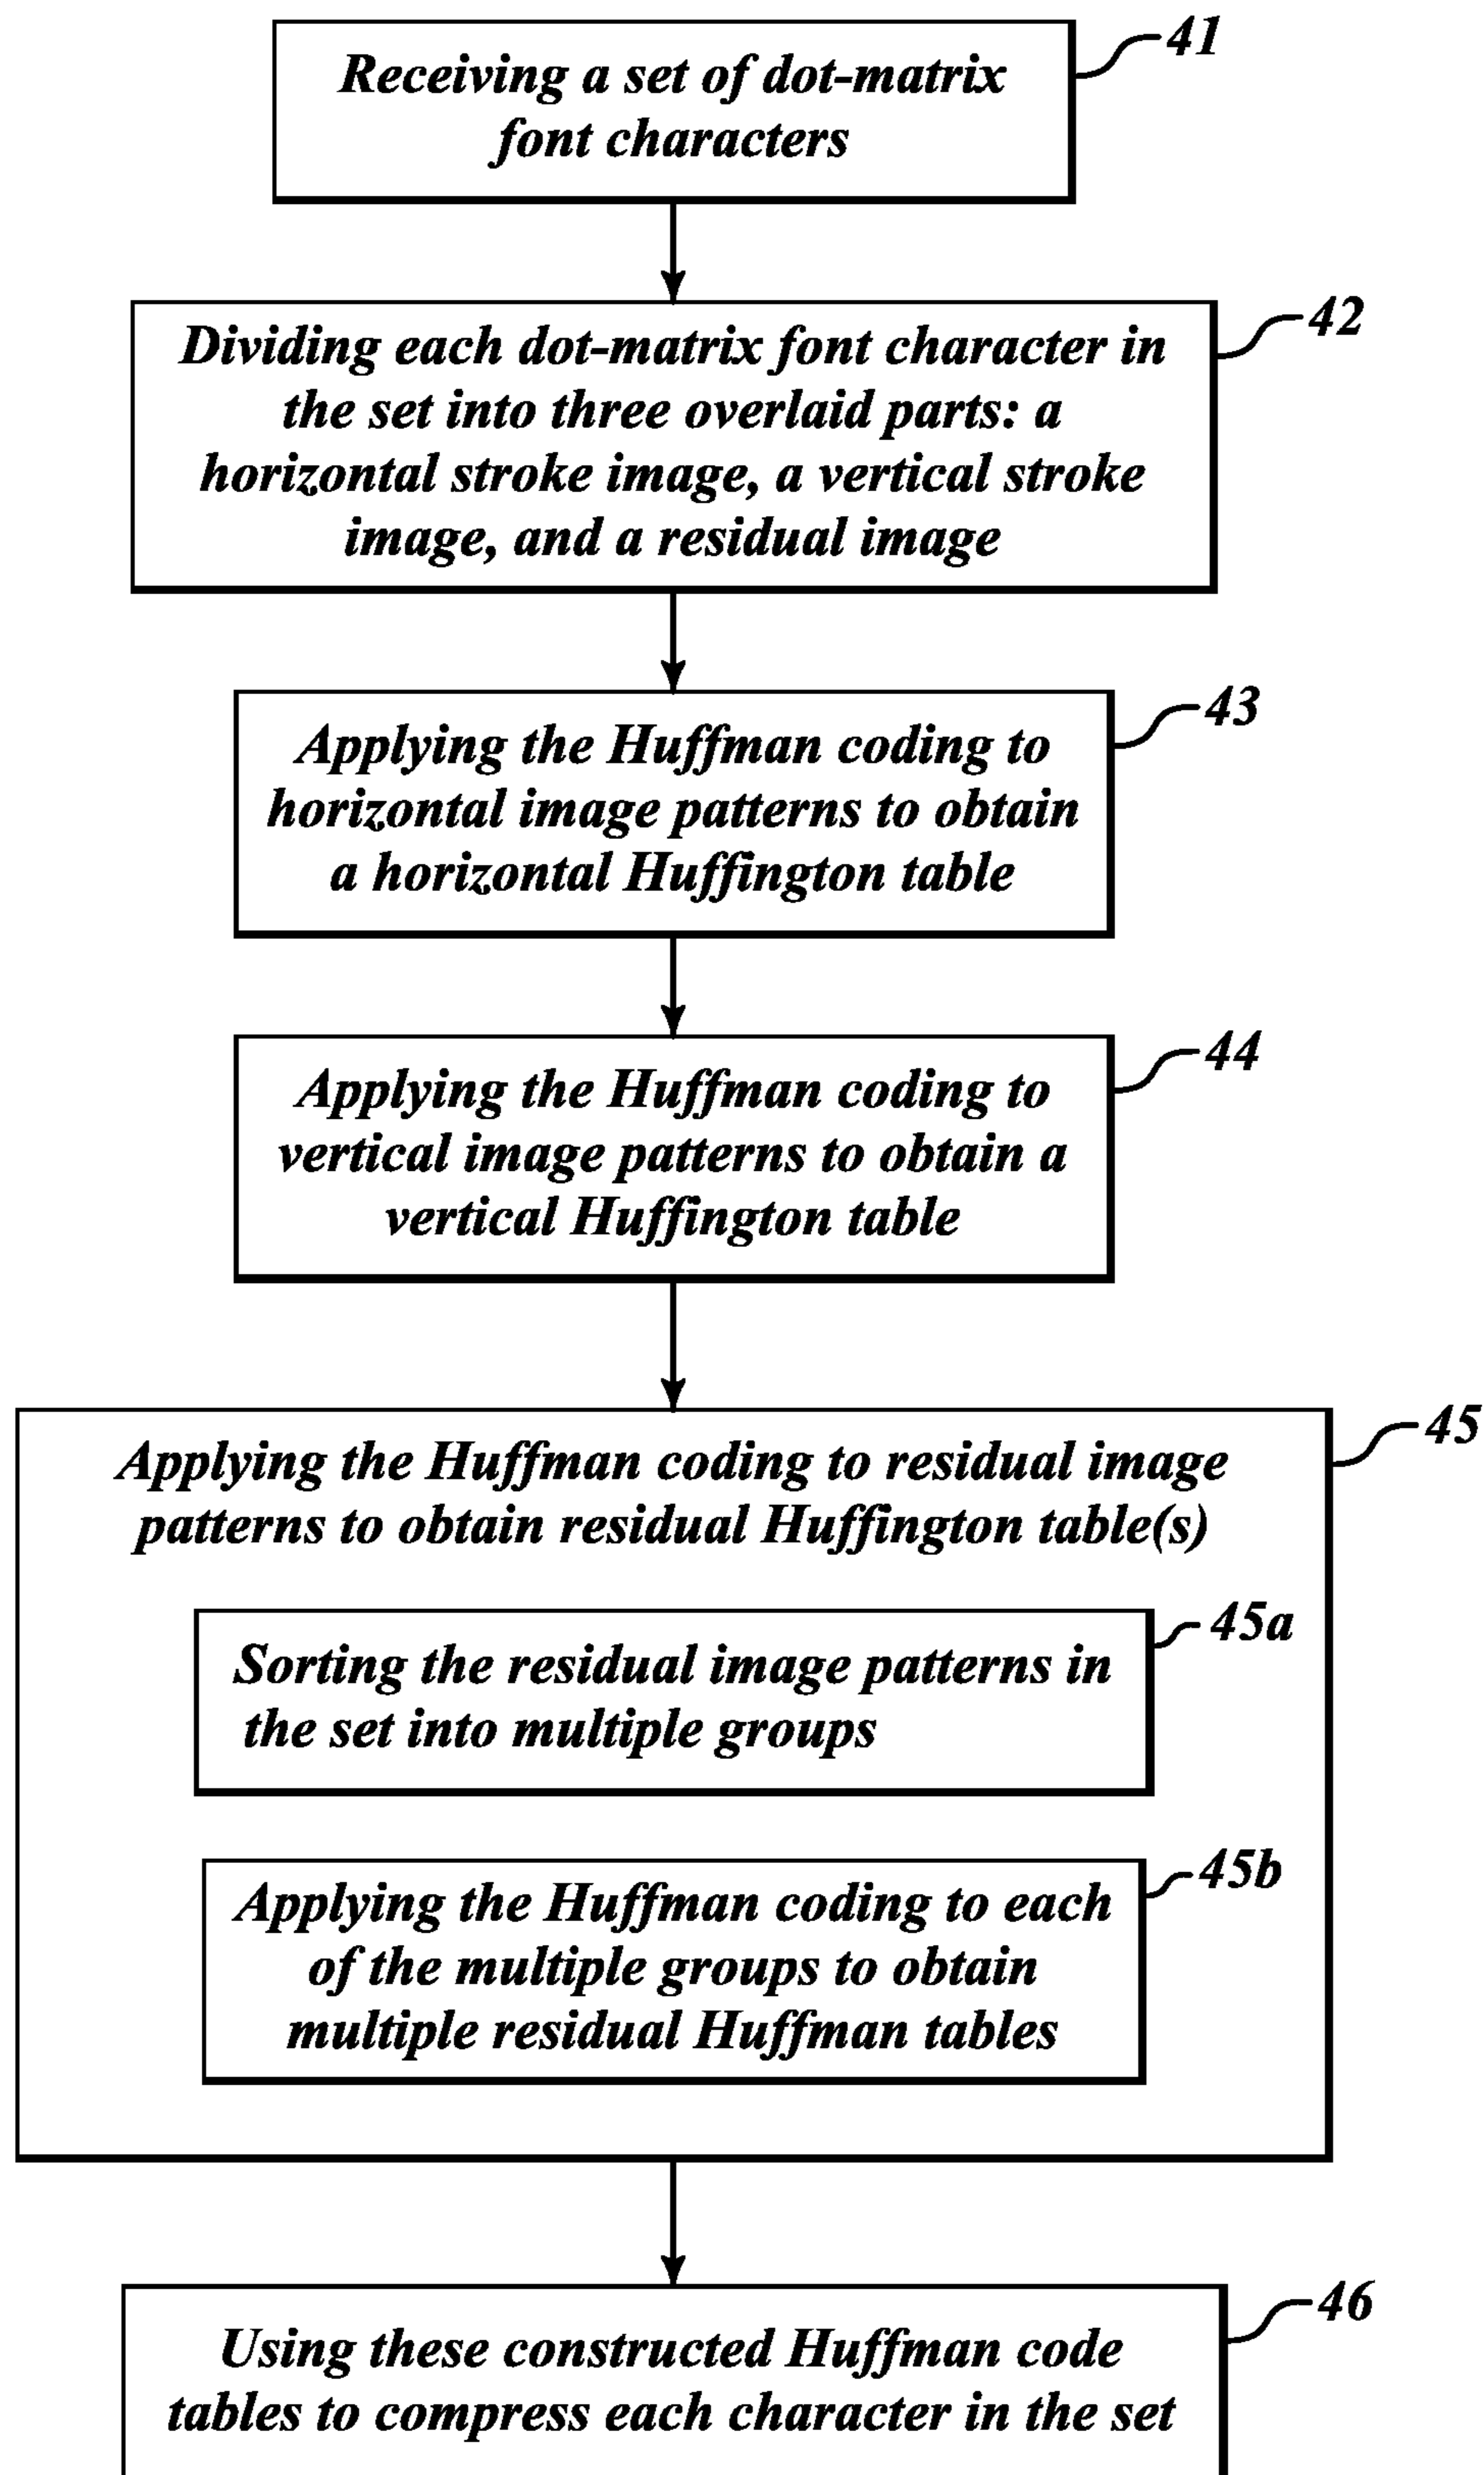 41
Receiving a set of dot-matrix
font characters
42
Dividing each dot-matrix font character in
the set into three overlaid parts: a
horizontal stroke image, a vertical stroke
image, and a residual image
43
Applying the Huffman coding to
horizontal image patterns to obtain
a horizontal Huffington table
44
Applying the Huffman coding to
vertical image patterns to obtain a
vertical Huffington table
45
Applying the Huffman coding to residual image
patterns to obtain residual Huffington table(s)
45a
Sorting the residual image patterns in
the set into multiple groups
45b
Applying the Huffman coding to each
of the multiple groups to obtain
multiple residual Huffman tables
46
Using these constructed Huffman code
tables to compress each character in the set